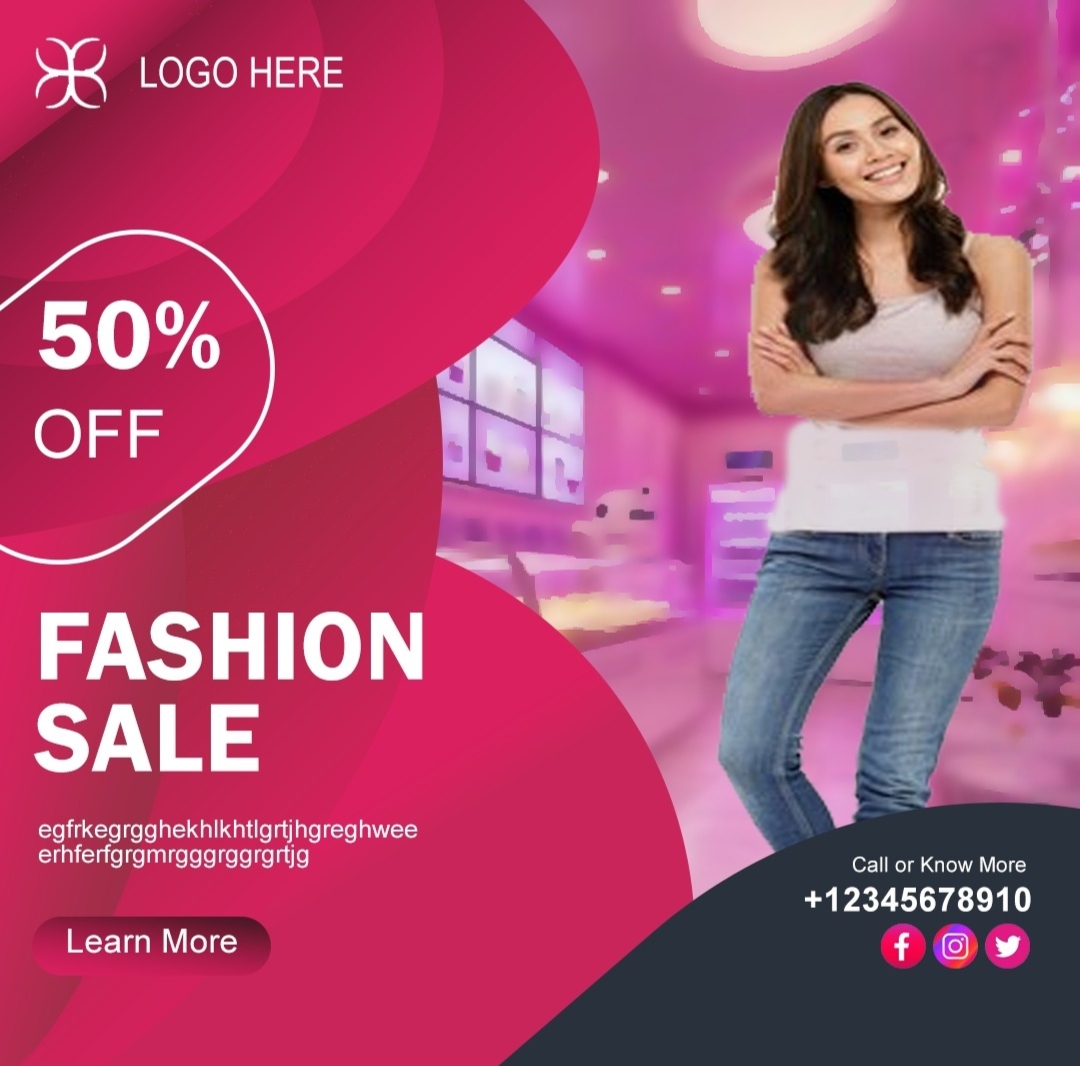 LOGO HERE
50%
OFF
FASHION
SALE
egfrkegrgghekhlkhtlgrtjhgreghwee
erhferfgrgmrgggrggrgrtjg
Learn More
Call or Know More
+12345678910